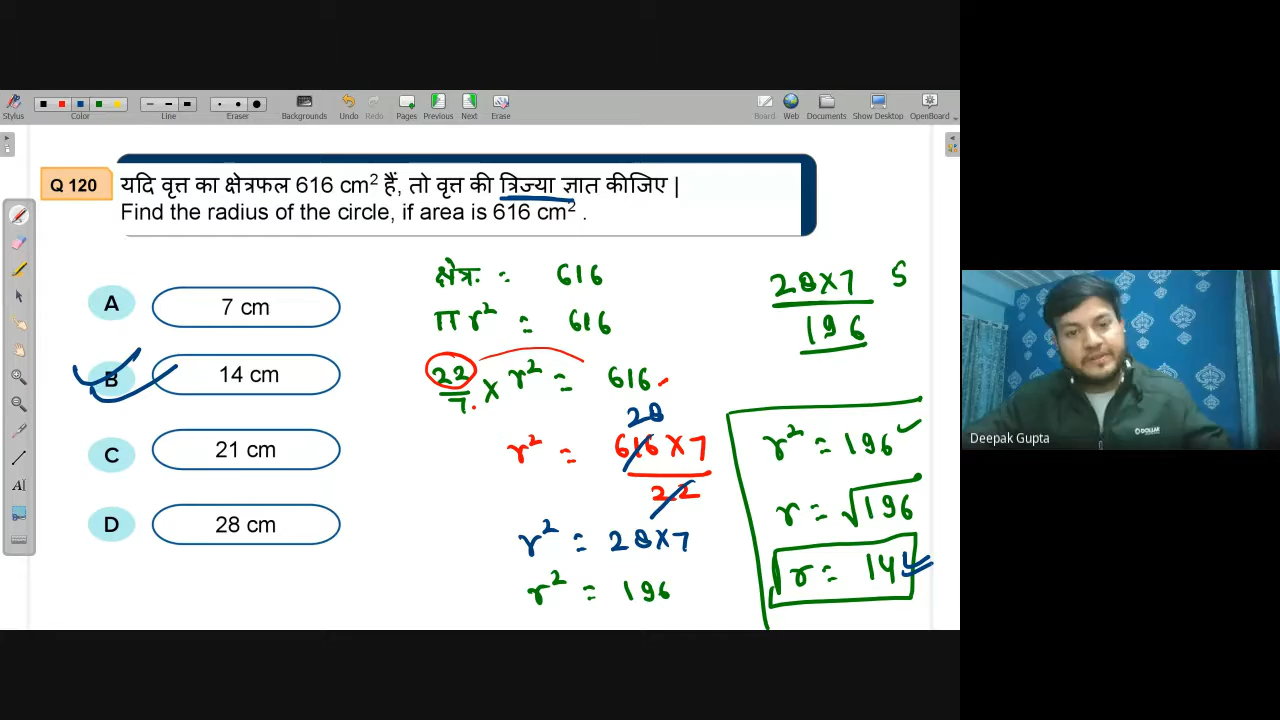 Stylus
Color
Line
Eraser
Backgrounds
Undo
Redo
Pages
Previous
Next
Erase
Board
Web
Documents
Show Desktop
OpenBoard
Q 120
यदि वृत्त का क्षेत्रफल 616 cm² हैं, तो वृत्त की त्रिज्या ज्ञात कीजिए |
Find the radius of the circle, if area is 616 cm² .
A
7 cm
B
14 cm
C
21 cm
D
28 cm
क्षेत्र. = 616
πr² = 616
22/7 × r² = 616
28
r² = 616 × 7
22
r² = 28×7
r² = 196
28×7
196
S
r² = 196
r = √196
r = 14
Deepak Gupta
DOLLAR